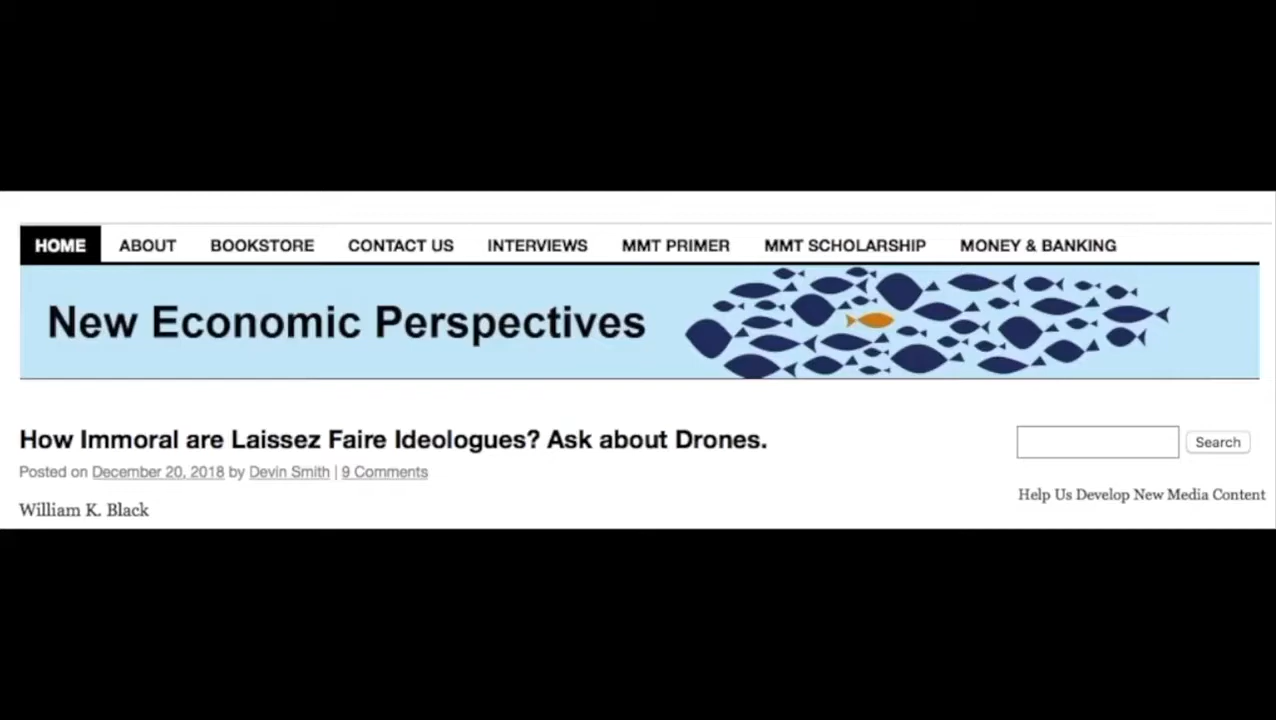 HOME ABOUT BOOKSTORE CONTACT US INTERVIEWS MMT PRIMER MMT SCHOLARSHIP MONEY & BANKING
New Economic Perspectives
How Immoral are Laissez Faire Ideologues? Ask about Drones.
Search
Posted on December 20, 2018 by Devin Smith | 9 Comments
Help Us Develop New Media Content
William K. Black